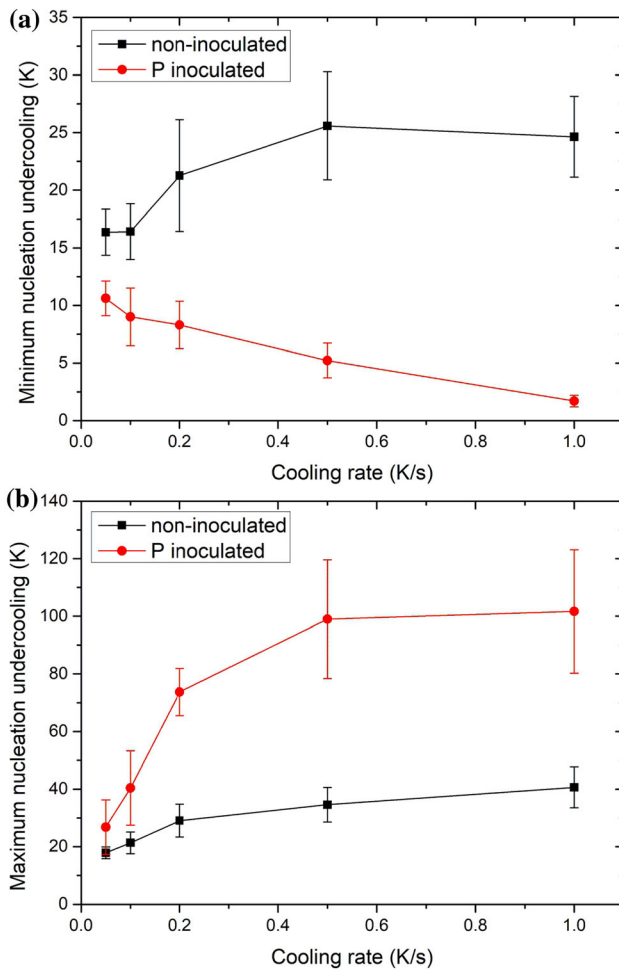 (a)
35
30
25
20
15
10
5
0
Minimum nucleation undercooling (K)
non-inoculated
P inoculated
0.0 0.2 0.4 0.6 0.8 1.0
Cooling rate (K/s)
(b)
140
120
100
80
60
40
20
0
Maximum nucleation undercooling (K)
non-inoculated
P inoculated
0.0 0.2 0.4 0.6 0.8 1.0
Cooling rate (K/s)